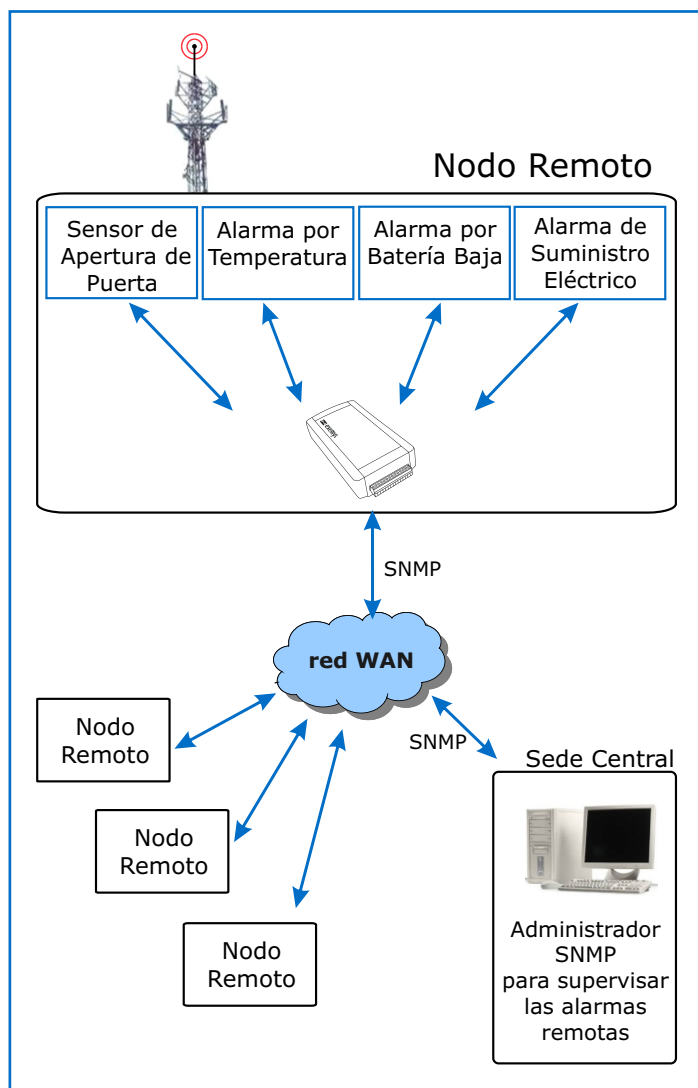 Nodo Remoto
Sensor de
Apertura de
Puerta
Alarma por
Temperatura
Alarma por
Batería Baja
Alarma de
Suministro
Eléctrico
SNMP
red WAN
Nodo
Remoto
SNMP
Sede Central
Nodo
Remoto
Nodo
Remoto
Administrador
SNMP
para supervisar
las alarmas
remotas